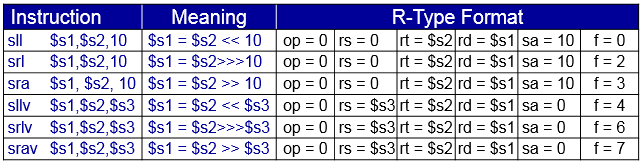 Instruction Meaning R-Type Format
sll $s1,$s2,10 $s1 = $s2 << 10 op = 0 rs = 0 rt = $s2 rd = $s1 sa = 10 f = 0
srl $s1,$s2,10 $s1 = $s2>>>10 op = 0 rs = 0 rt = $s2 rd = $s1 sa = 10 f = 2
sra $s1, $s2, 10 $s1 = $s2 >> 10 op = 0 rs = 0 rt = $s2 rd = $s1 sa = 10 f = 3
sllv $s1,$s2,$s3 $s1 = $s2 << $s3 op = 0 rs = $s3 rt = $s2 rd = $s1 sa = 0 f = 4
srlv $s1,$s2,$s3 $s1 = $s2>>>$s3 op = 0 rs = $s3 rt = $s2 rd = $s1 sa = 0 f = 6
srav $s1,$s2,$s3 $s1 = $s2 >> $s3 op = 0 rs = $s3 rt = $s2 rd = $s1 sa = 0 f = 7